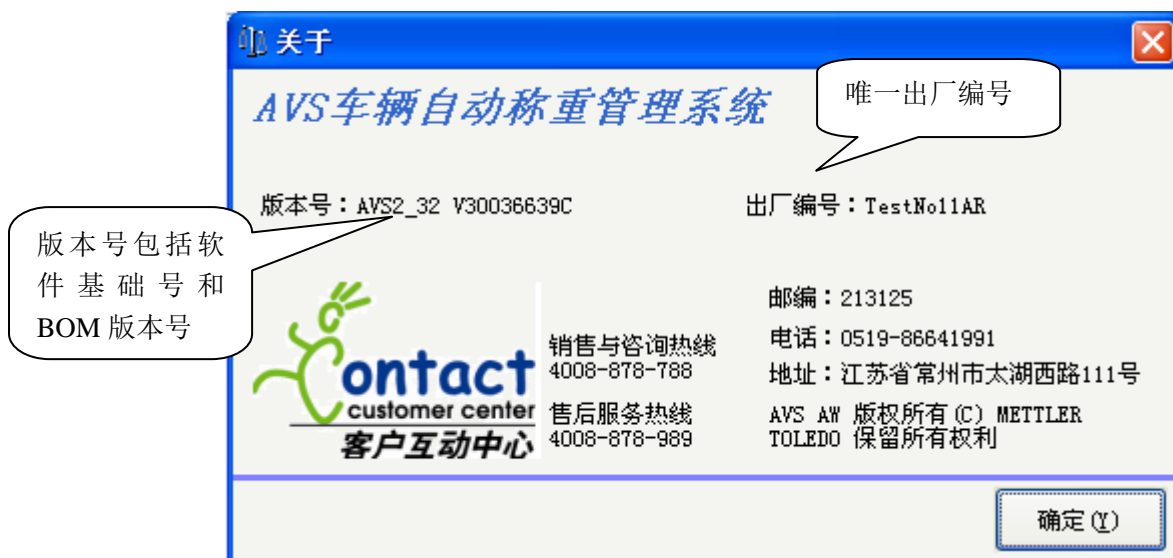 关于
AVS车辆自动称重管理系统
唯一出厂编号
版本号：AVS2_32 V30036639C
出厂编号：TestNo11AR
版本号包括软
件基础号和
BOM 版本号
Contact
customer center
客户互动中心
销售与咨询热线
4008-878-788
售后服务热线
4008-878-989
邮编：213125
电话：0519-86641991
地址：江苏省常州市太湖西路111号
AVS AW 版权所有(C) METTLER
TOLEDO 保留所有权利
确定(Y)